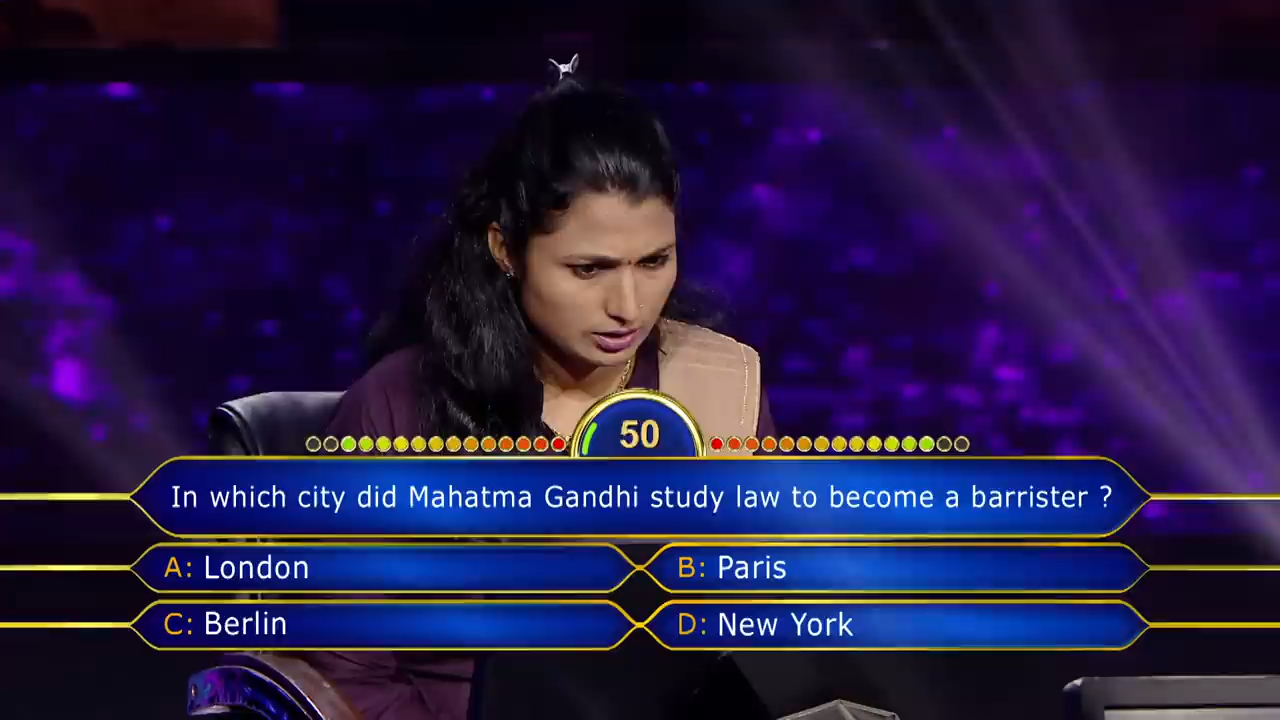 50
In which city did Mahatma Gandhi study law to become a barrister ?
A: London
B: Paris
C: Berlin
D: New York